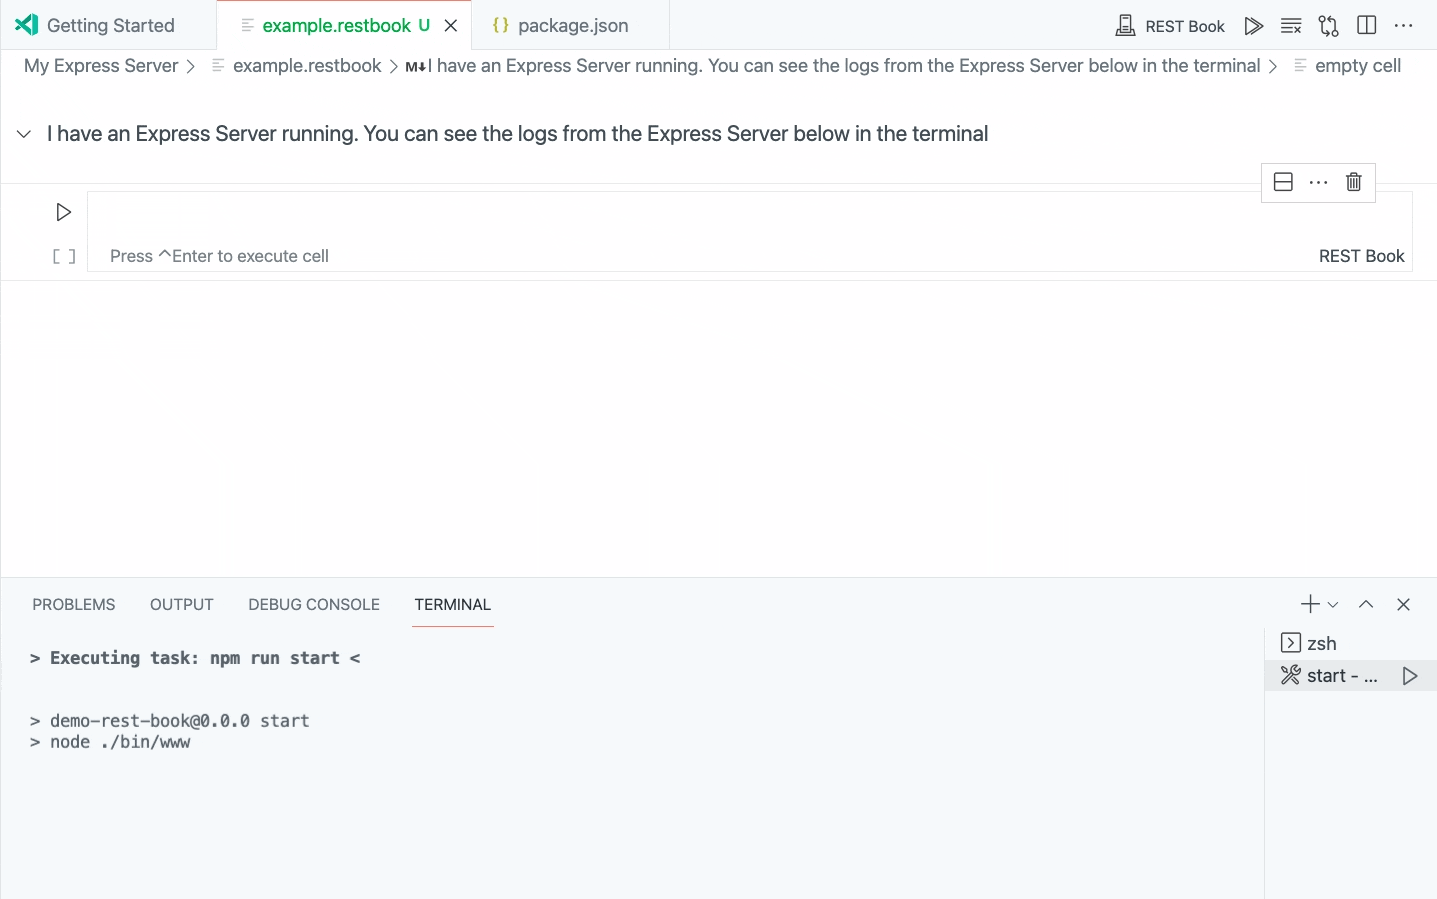 Getting Started
example.restbook U
{} package.json
REST Book
My Express Server > example.restbook > M↓ I have an Express Server running. You can see the logs from the Express Server below in the terminal > empty cell
I have an Express Server running. You can see the logs from the Express Server below in the terminal
[ ] Press ^Enter to execute cell
REST Book
PROBLEMS OUTPUT DEBUG CONSOLE TERMINAL
> Executing task: npm run start <
> demo-rest-book@0.0.0 start
> node ./bin/www
zsh
start - ...